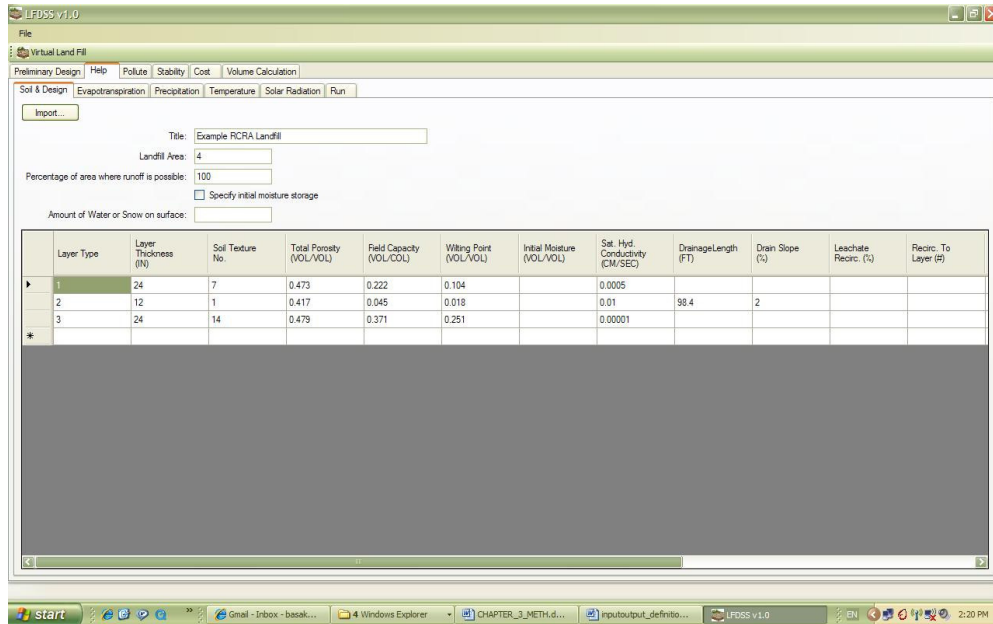 LFDSS v1.0
File
Virtual Land Fill
Preliminary Design Help Pollute Stability Cost Volume Calculation
Soil & Design Evapotranspiration Precipitation Temperature Solar Radiation Run
Import...
Title: Example RCRA Landfill
Landfill Area: 4
Percentage of area where runoff is possible: 100
Specify initial moisture storage
Amount of Water or Snow on surface:
Layer Type Layer Thickness (IN) Soil Texture No. Total Porosity (VOL/VOL) Field Capacity (VOL/COL) Wilting Point (VOL/VOL) Initial Moisture (VOL/VOL) Sat. Hyd. Conductivity (CM/SEC) DrainageLength (FT) Drain Slope (%) Leachate Recirc. (%) Recirc. To Layer (#)
1 24 7 0.473 0.222 0.104 0.0005
2 12 1 0.417 0.045 0.018 0.01 98.4 2
3 24 14 0.479 0.371 0.251 0.00001
start Gmail - Inbox - basak... 4 Windows Explorer CHAPTER_3_METH.d... inputoutput_definitio... LFDSS v1.0 EN 2:20 PM